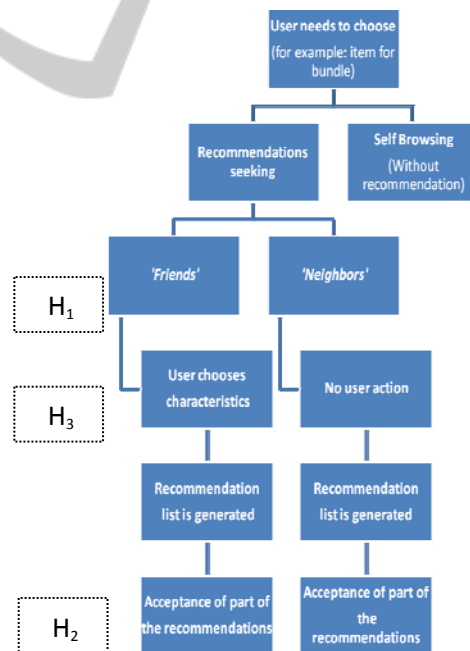 User needs to choose
(for example: item for
bundle)
Recommendations
seeking
Self Browsing
(Without
recommendation)
H₁
'Friends'
'Neighbors'
H₃
User chooses
characteristics
No user action
Recommendation
list is generated
Recommendation
list is generated
H₂
Acceptance of part of
the recommendations
Acceptance of part of
the
recommendations